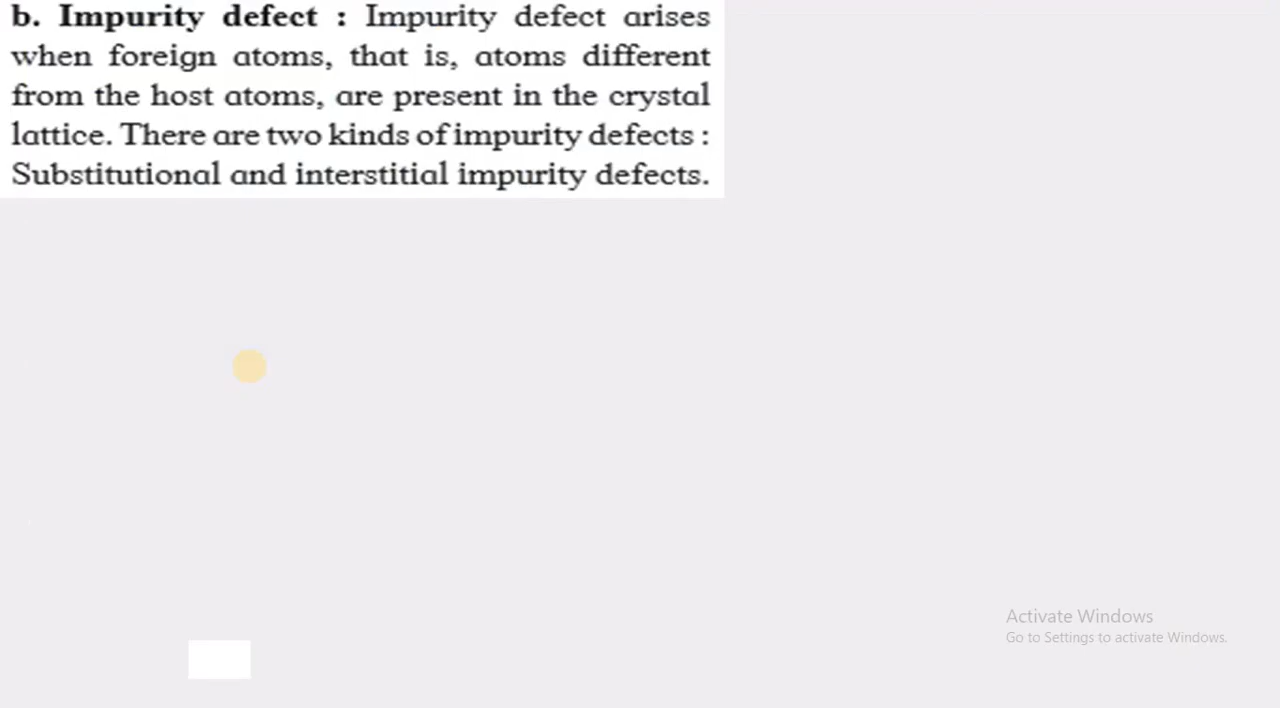 b. Impurity defect : Impurity defect arises
when foreign atoms, that is, atoms different
from the host atoms, are present in the crystal
lattice. There are two kinds of impurity defects :
Substitutional and interstitial impurity defects.
Activate Windows
Go to Settings to activate Windows.